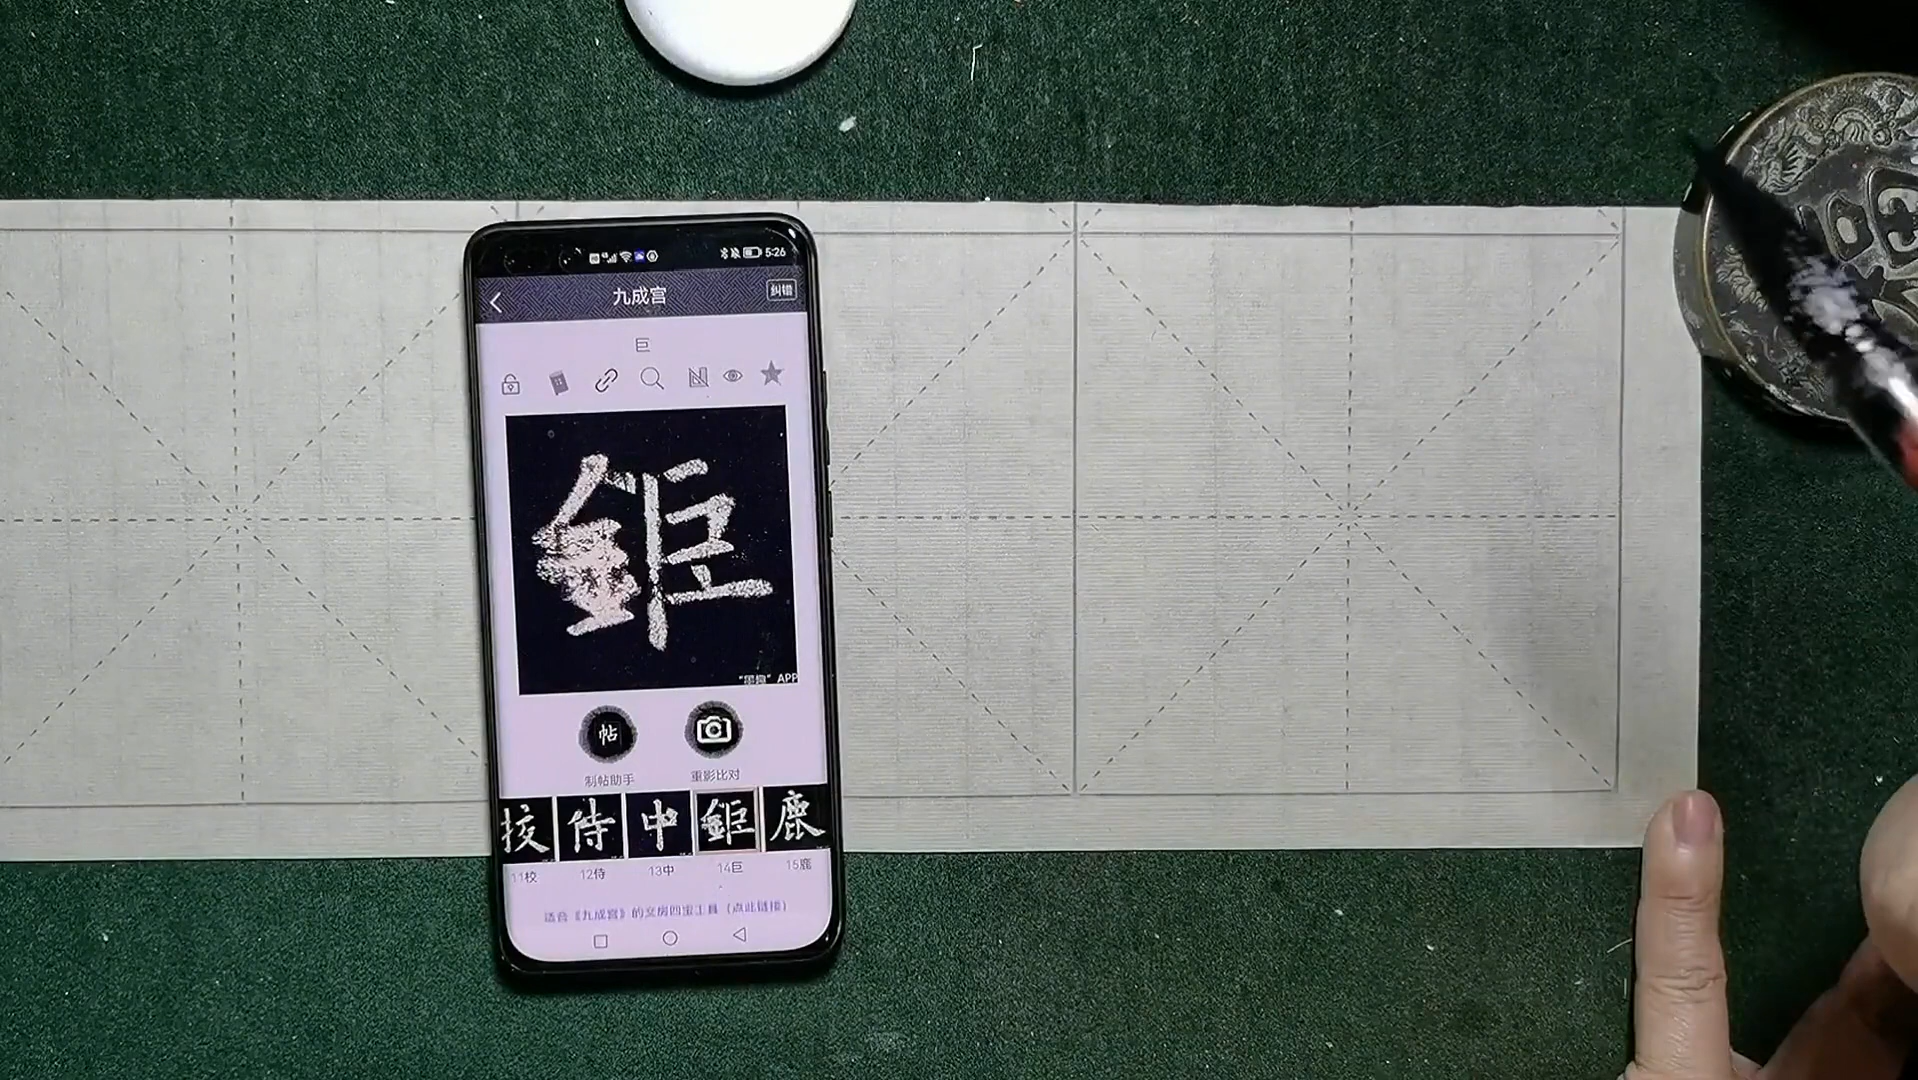 5:26
九成宫
纠错
巨
鉅
"墨趣" APP
帖
制帖助手
重影比对
挍 侍 中 鉅 鹿
11校 12侍 13中 14巨 15鹿
适合《九成宫》的文房四宝工具（点此链接）